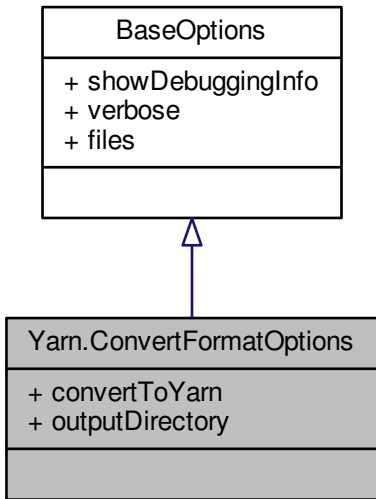 BaseOptions
+ showDebuggingInfo
+ verbose
+ files
Yarn.ConvertFormatOptions
+ convertToYarn
+ outputDirectory